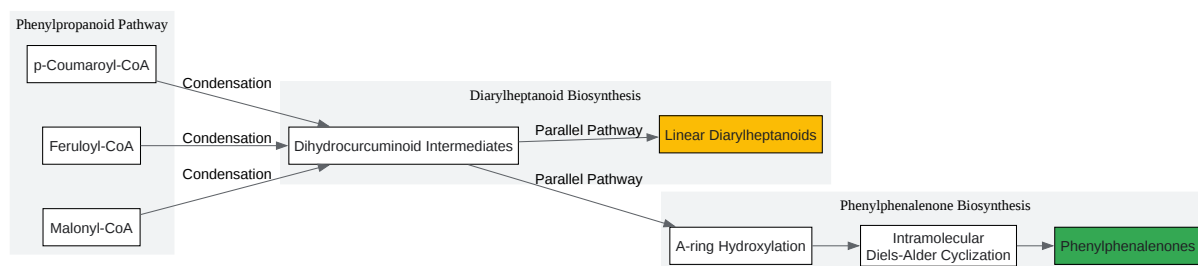 Phenylpropanoid Pathway
p-Coumaroyl-CoA
Feruloyl-CoA
Malonyl-CoA
Condensation
Condensation
Condensation
Diarylheptanoid Biosynthesis
Dihydrocurcuminoid Intermediates
Parallel Pathway
Linear Diarylheptanoids
Parallel Pathway
Phenylphenalenone Biosynthesis
A-ring Hydroxylation
Intramolecular
Diels-Alder Cyclization
Phenylphenalenones